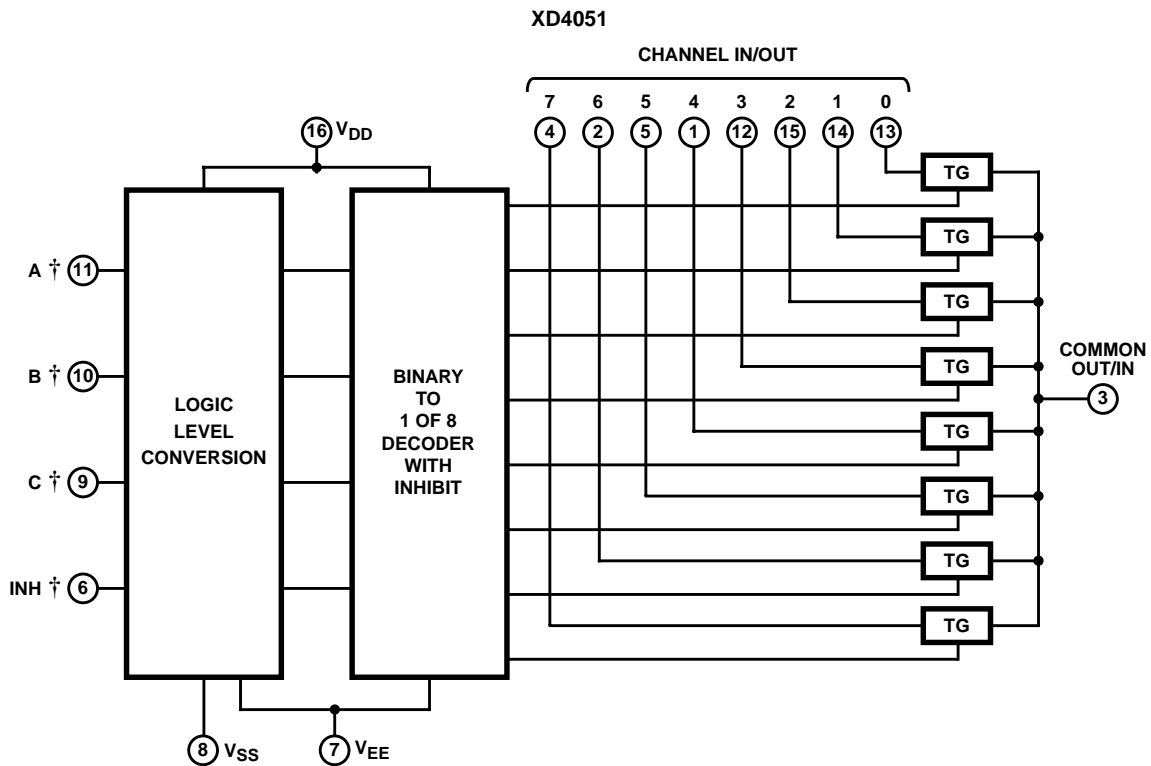 XD4051
CHANNEL IN/OUT
7 6 5 4 3 2 1 0
4 2 5 1 12 15 14 13
16 VDD
TG
TG
TG
TG
TG
TG
TG
TG
A † 11
B † 10
C † 9
INH † 6
LOGIC
LEVEL
CONVERSION
BINARY
TO
1 OF 8
DECODER
WITH
INHIBIT
COMMON
OUT/IN
3
8 VSS
7 VEE